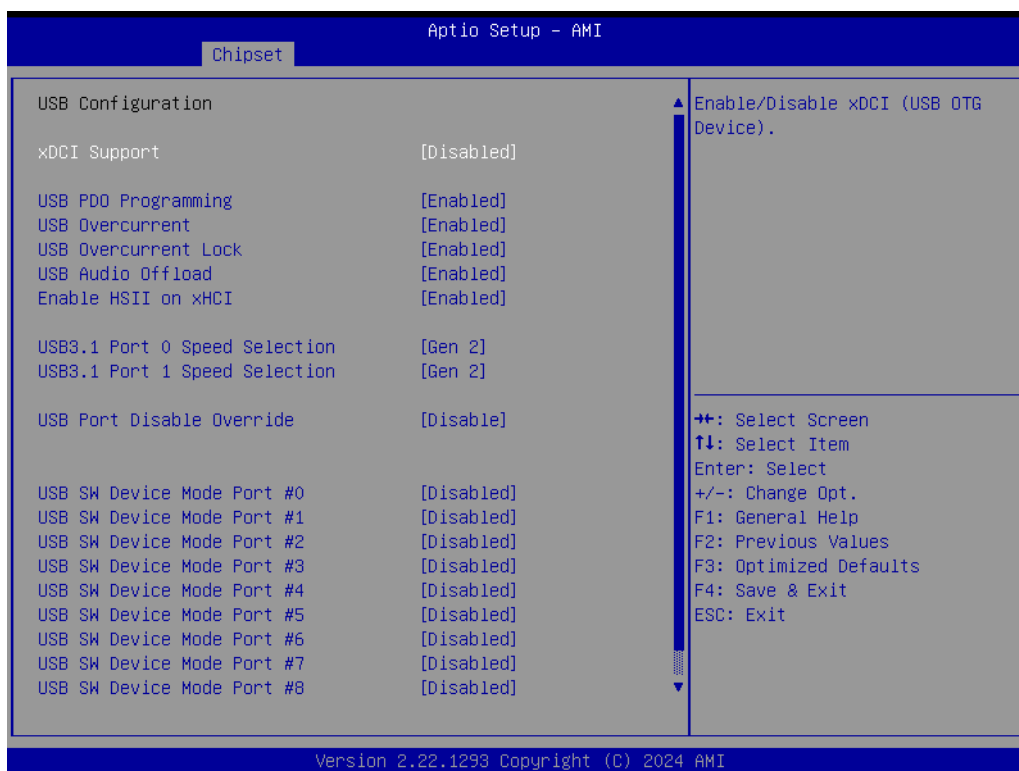 Aptio Setup – AMI
Chipset
USB Configuration
xDCI Support [Disabled]
USB PDO Programming [Enabled]
USB Overcurrent [Enabled]
USB Overcurrent Lock [Enabled]
USB Audio Offload [Enabled]
Enable HSII on xHCI [Enabled]
USB3.1 Port 0 Speed Selection [Gen 2]
USB3.1 Port 1 Speed Selection [Gen 2]
USB Port Disable Override [Disable]
USB SW Device Mode Port #0 [Disabled]
USB SW Device Mode Port #1 [Disabled]
USB SW Device Mode Port #2 [Disabled]
USB SW Device Mode Port #3 [Disabled]
USB SW Device Mode Port #4 [Disabled]
USB SW Device Mode Port #5 [Disabled]
USB SW Device Mode Port #6 [Disabled]
USB SW Device Mode Port #7 [Disabled]
USB SW Device Mode Port #8 [Disabled]
Enable/Disable xDCI (USB OTG
Device).
→←: Select Screen
↑↓: Select Item
Enter: Select
+/-: Change Opt.
F1: General Help
F2: Previous Values
F3: Optimized Defaults
F4: Save & Exit
ESC: Exit
Version 2.22.1293 Copyright (C) 2024 AMI